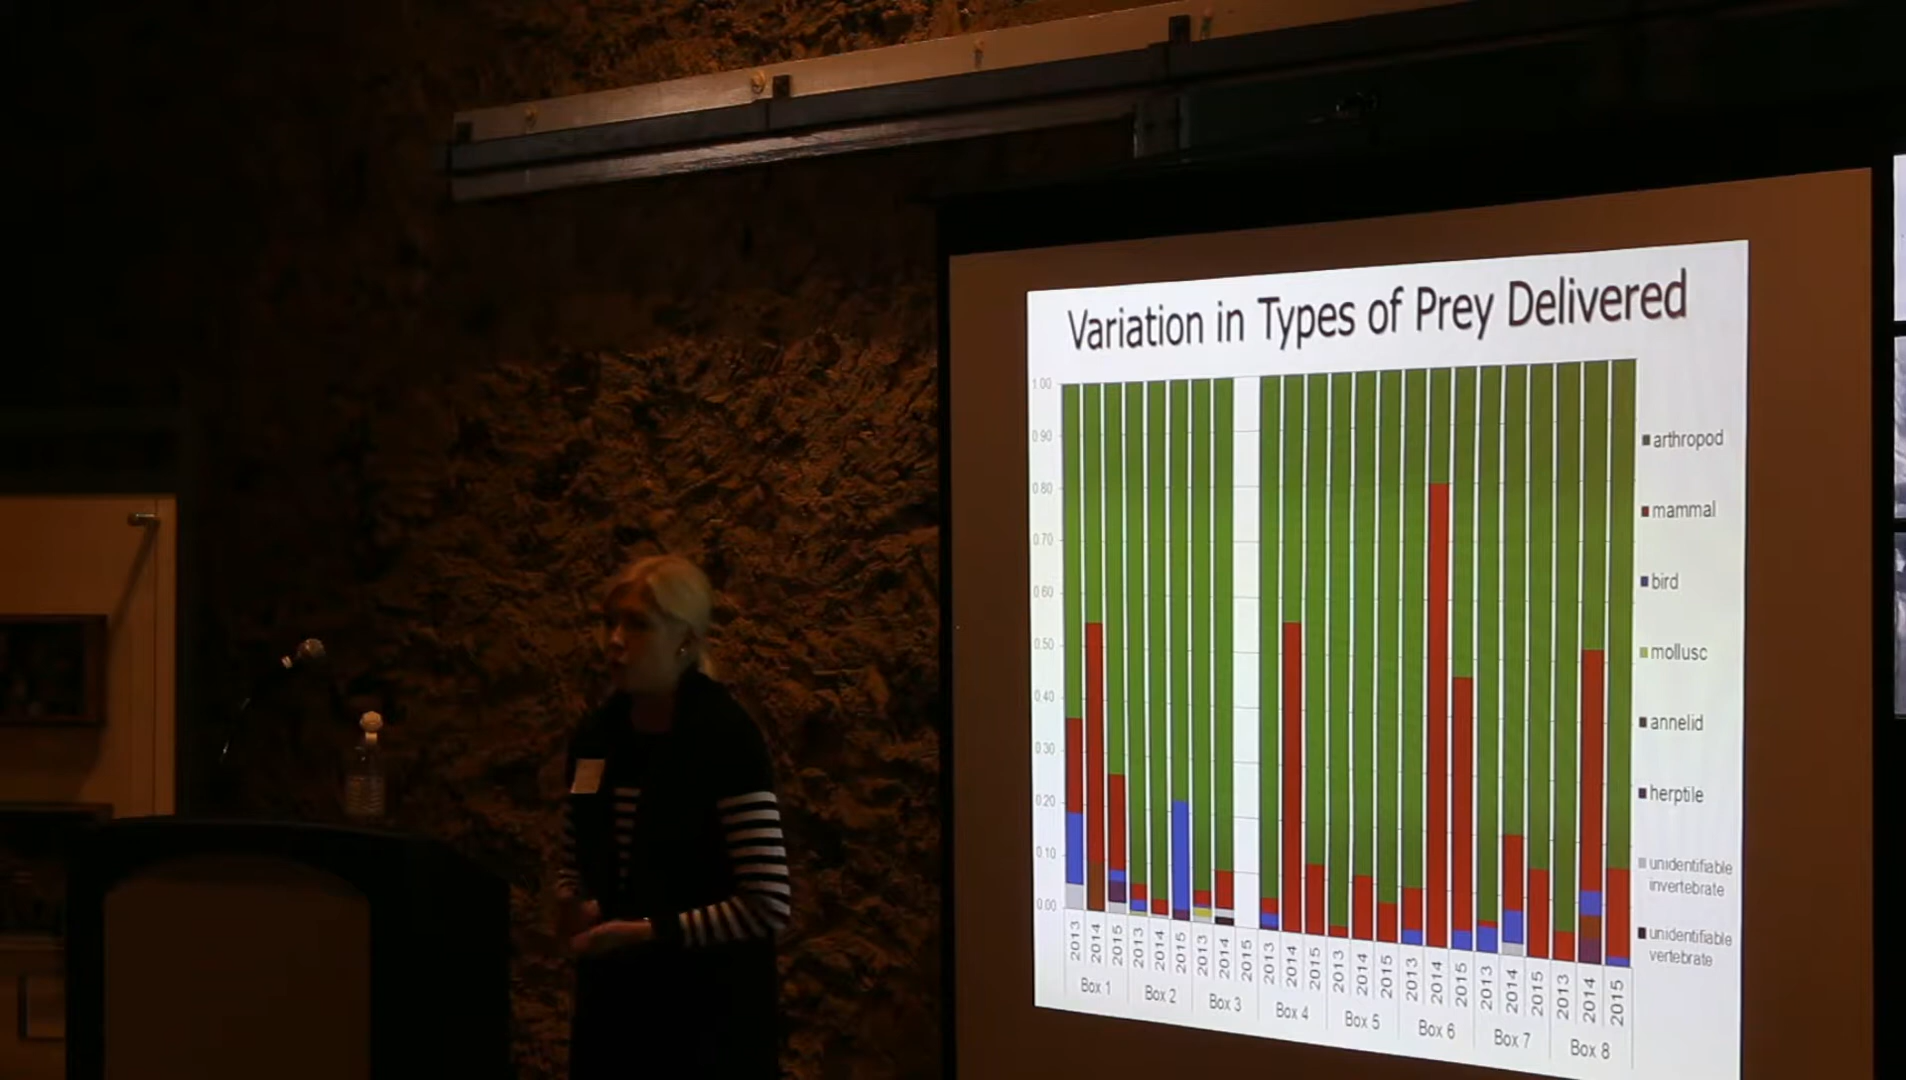 Variation in Types of Prey Delivered
1.00
0.90
0.80
0.70
0.60
0.50
0.40
0.30
0.20
0.10
0.00
arthropod
mammal
bird
mollusc
annelid
herptile
unidentifiable
invertebrate
unidentifiable
vertebrate
2013 2014 2015 2013 2014 2015 2013 2014 2015 2013 2014 2015 2013 2014 2015 2013 2014 2015 2013 2014 2015 2013 2014 2015
Box 1 Box 2 Box 3 Box 4 Box 5 Box 6 Box 7 Box 8